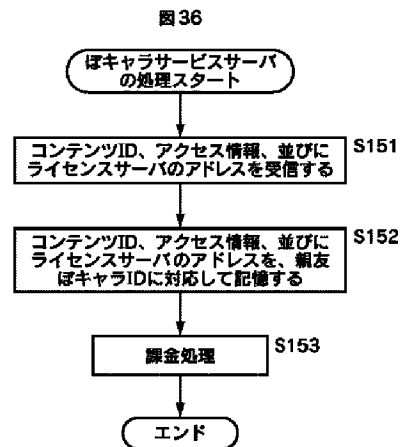 図36
ぽキャラサービスサーバ
の処理スタート
コンテンツID、アクセス情報、並びに
ライセンスサーバのアドレスを受信する
S151
コンテンツID、アクセス情報、並びに
ライセンスサーバのアドレスを、親友
ぽキャラIDに対応して記憶する
S152
課金処理
S153
エンド